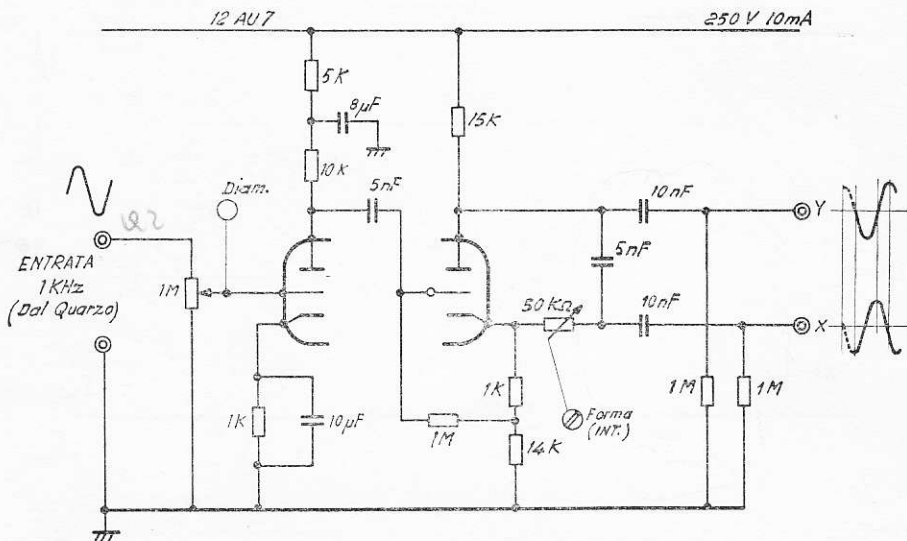 12 AU 7
250 V 10mA
5K
8µF
15K
10K
Diam.
5nF
10nF
Y
5nF
ENTRATA
1KHz
(Dal Quarzo)
1M
50 KΩ
10nF
X
1K
1M
1M
1K
10µF
1M
Forma
(INT.)
14K